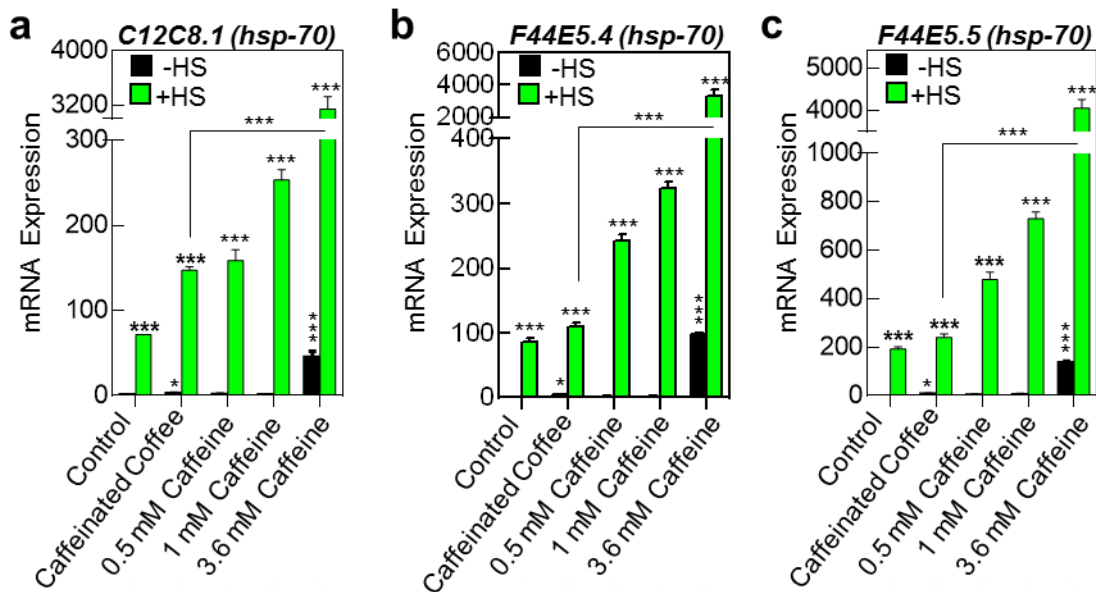 a
C12C8.1 (hsp-70)
-HS
+HS
mRNA Expression
4000
3200
300
200
100
0
***
***
***
***
***
***
*
***
Control
Caffeinated Coffee
0.5 mM Caffeine
1 mM Caffeine
3.6 mM Caffeine
b
F44E5.4 (hsp-70)
-HS
+HS
mRNA Expression
6000
4000
2000
400
300
200
100
0
***
***
***
***
***
***
*
***
Control
Caffeinated Coffee
0.5 mM Caffeine
1 mM Caffeine
3.6 mM Caffeine
c
F44E5.5 (hsp-70)
-HS
+HS
mRNA Expression
5000
4000
1000
800
600
400
200
0
***
***
***
***
***
***
*
***
Control
Caffeinated Coffee
0.5 mM Caffeine
1 mM Caffeine
3.6 mM Caffeine